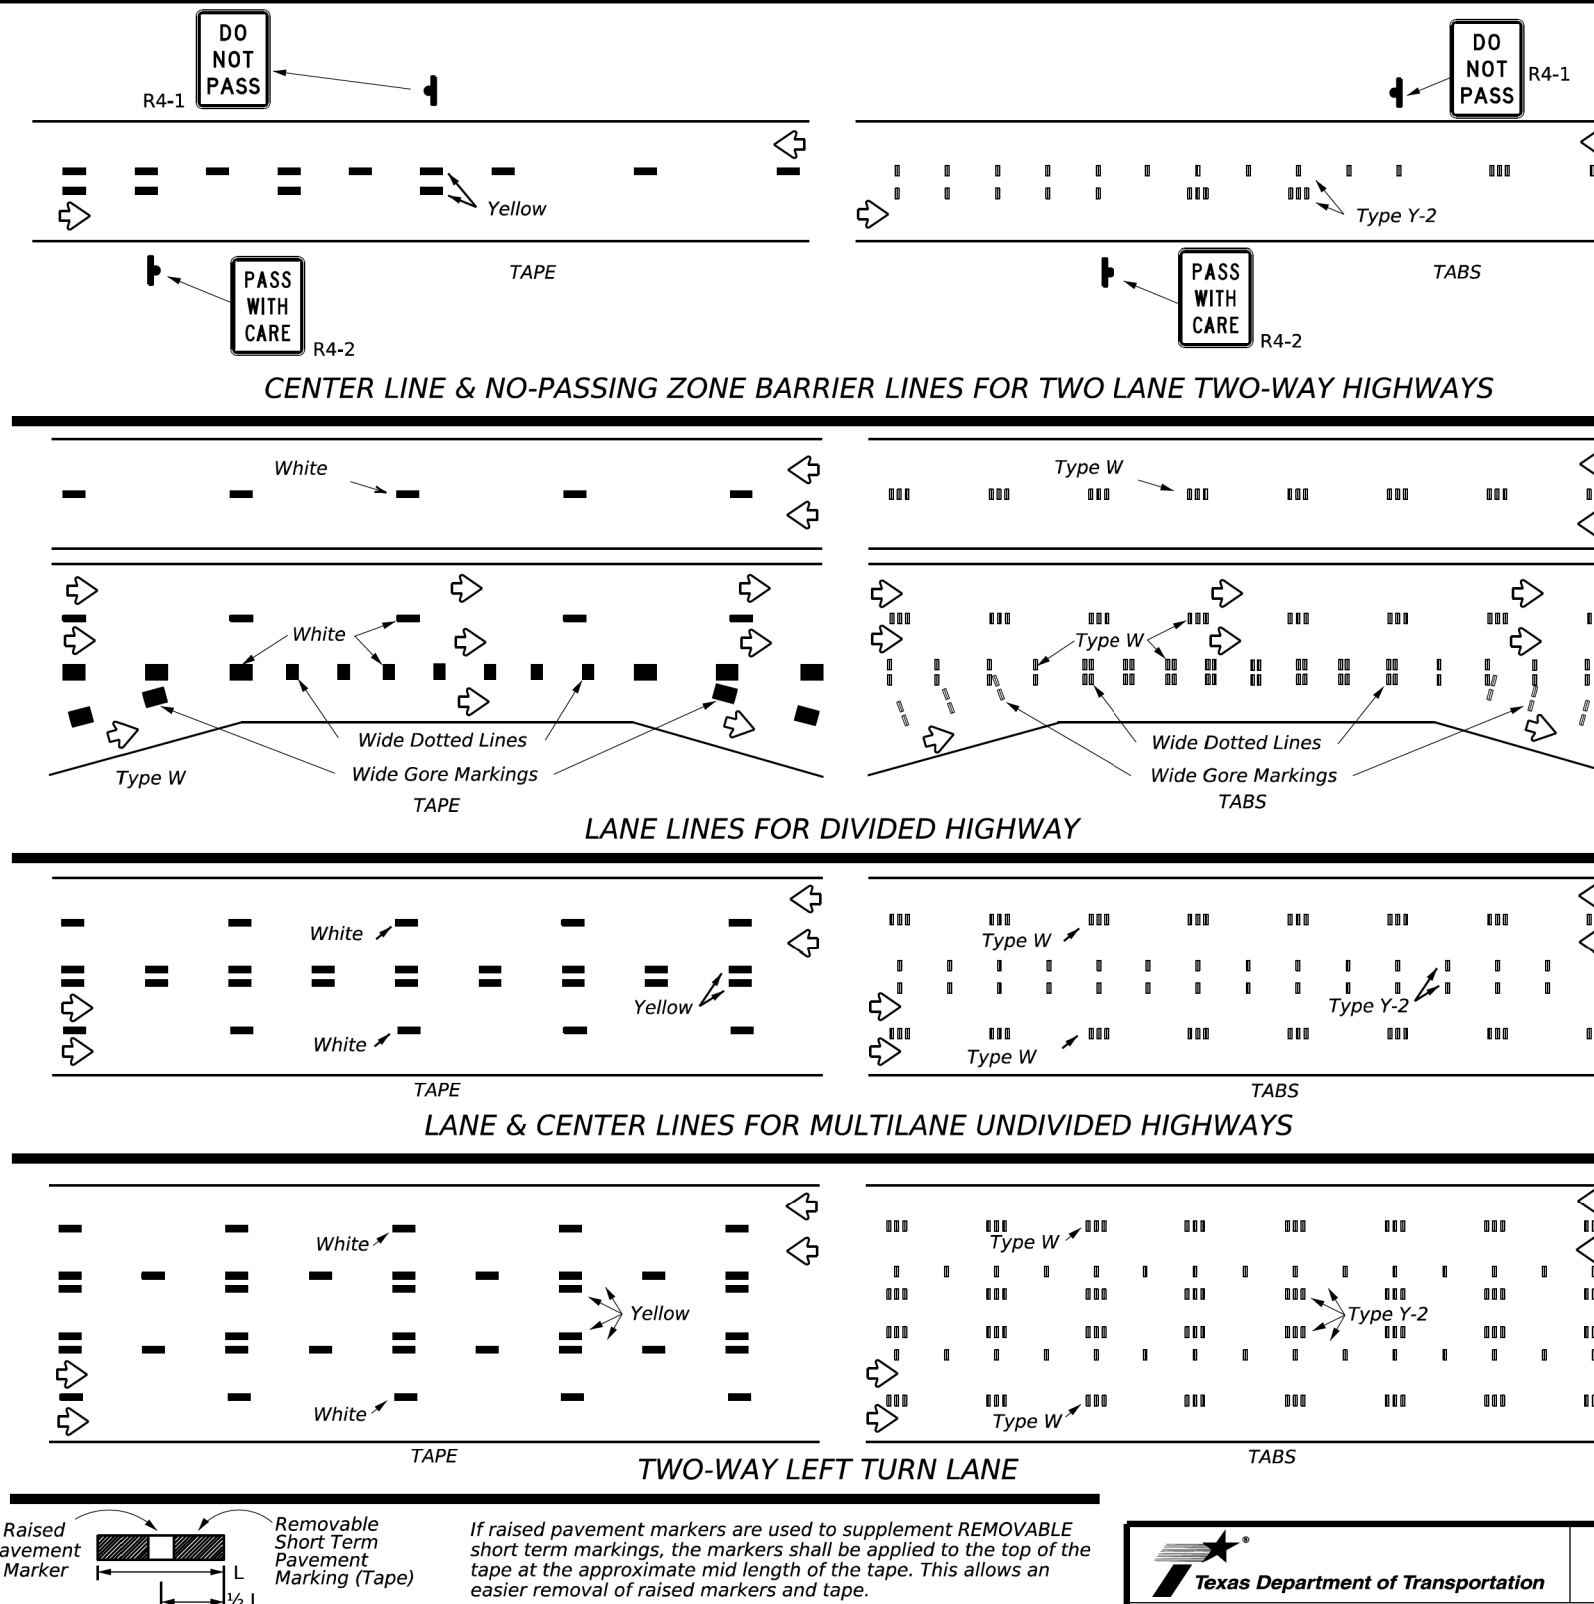 DO
NOT
PASS
R4-1
DO
NOT
PASS
R4-1
Yellow
Type Y-2
PASS
WITH
CARE
R4-2
TAPE
PASS
WITH
CARE
R4-2
TABS
CENTER LINE & NO-PASSING ZONE BARRIER LINES FOR TWO LANE TWO-WAY HIGHWAYS
White
Type W
White
Type W
Wide Dotted Lines
Wide Gore Markings
Type W
TAPE
Wide Dotted Lines
Wide Gore Markings
TABS
LANE LINES FOR DIVIDED HIGHWAY
White
Type W
Yellow
Type Y-2
White
Type W
TAPE
TABS
LANE & CENTER LINES FOR MULTILANE UNDIVIDED HIGHWAYS
White
Type W
Yellow
Type Y-2
White
Type W
TAPE
TABS
TWO-WAY LEFT TURN LANE
Raised
avement
Marker
Removable
Short Term
Pavement
Marking (Tape)
L
½ L
If raised pavement markers are used to supplement REMOVABLE
short term markings, the markers shall be applied to the top of the
tape at the approximate mid length of the tape. This allows an
easier removal of raised markers and tape.
®
Texas Department of Transportation